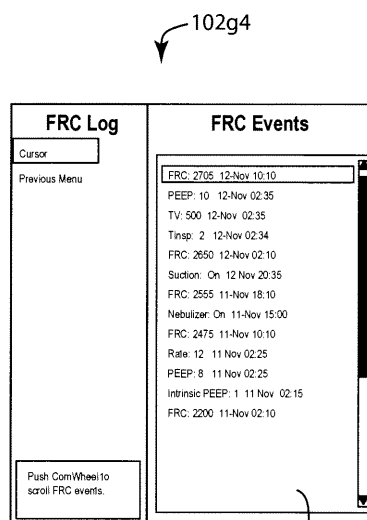 102g4
FRC Log
Cursor
Previous Menu
Push ComWheel to
scroll FRC events.
FRC Events
FRC: 2705 12-Nov 10:10
PEEP: 10 12-Nov 02:35
TV: 500 12-Nov 02:35
Tinsp: 2 12-Nov 02:34
FRC: 2650 12-Nov 02:10
Suction: On 12 Nov 20:35
FRC: 2555 11-Nov 18:10
Nebulizer: On 11-Nov 15:00
FRC: 2475 11-Nov 10:10
Rate: 12 11 Nov 02:25
PEEP: 8 11 Nov 02:25
Intrinsic PEEP: 1 11 Nov 02:15
FRC: 2200 11-Nov 02:10